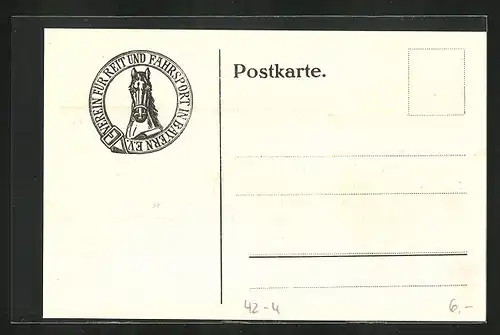 VEREIN FÜR REIT UND FAHRSPORT IN BAYERN E.V.
Postkarte.
42-4
6.-